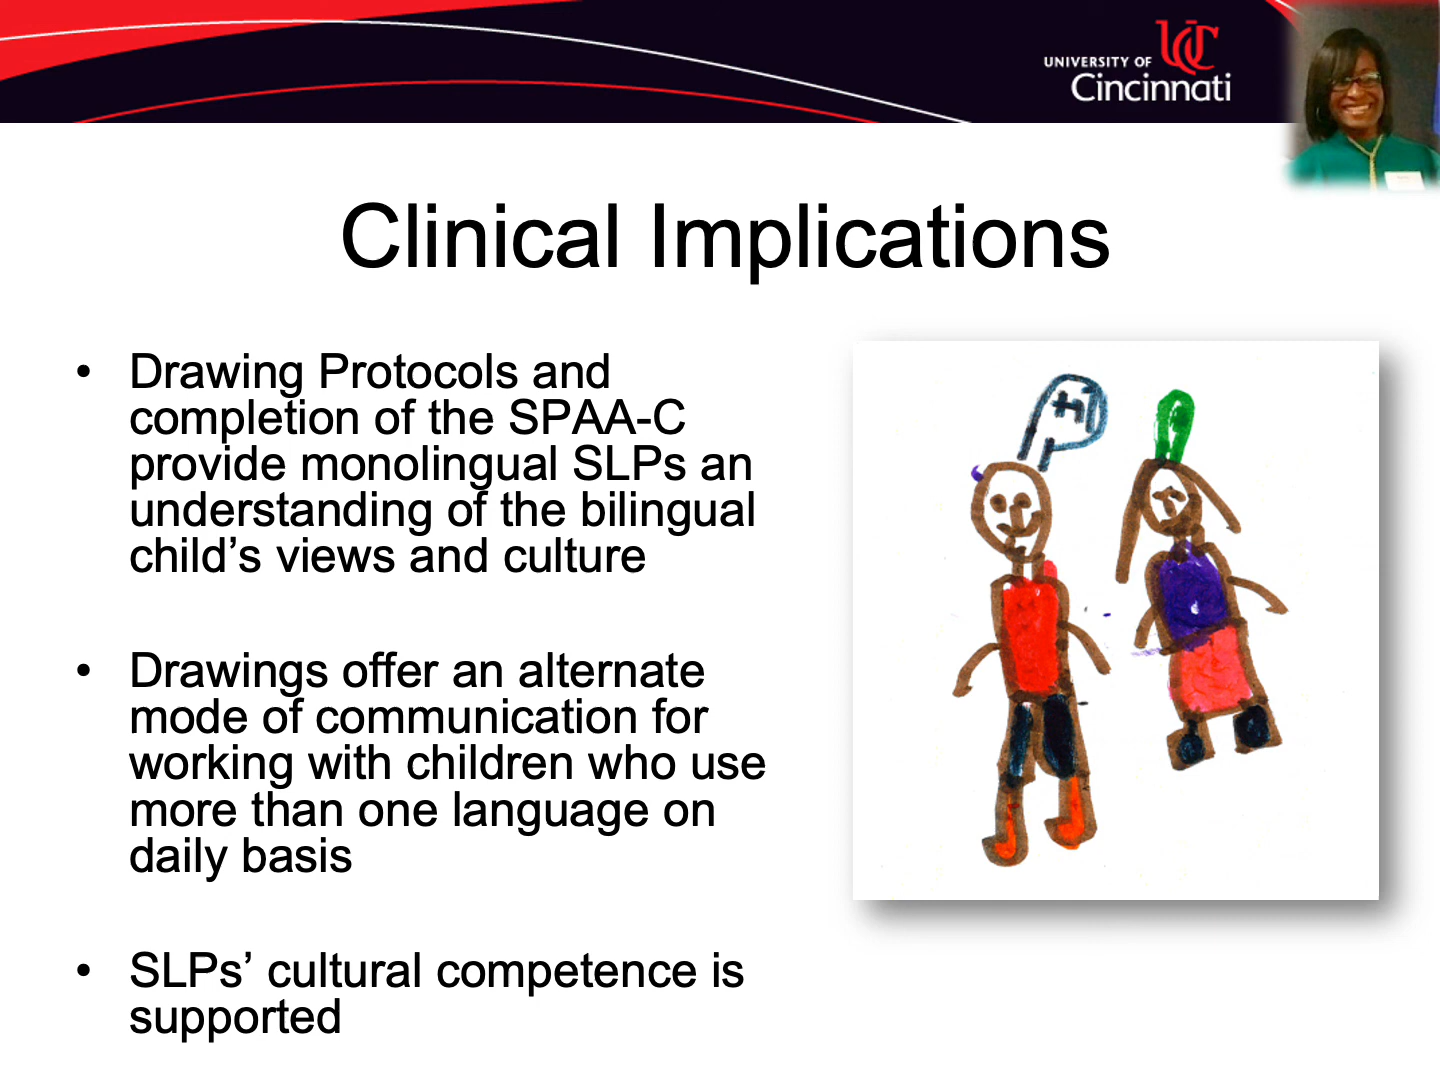 UNIVERSITY OF
Cincinnati
Clinical Implications
• Drawing Protocols and
completion of the SPAA-C
provide monolingual SLPs an
understanding of the bilingual
child’s views and culture
• Drawings offer an alternate
mode of communication for
working with children who use
more than one language on
daily basis
• SLPs’ cultural competence is
supported